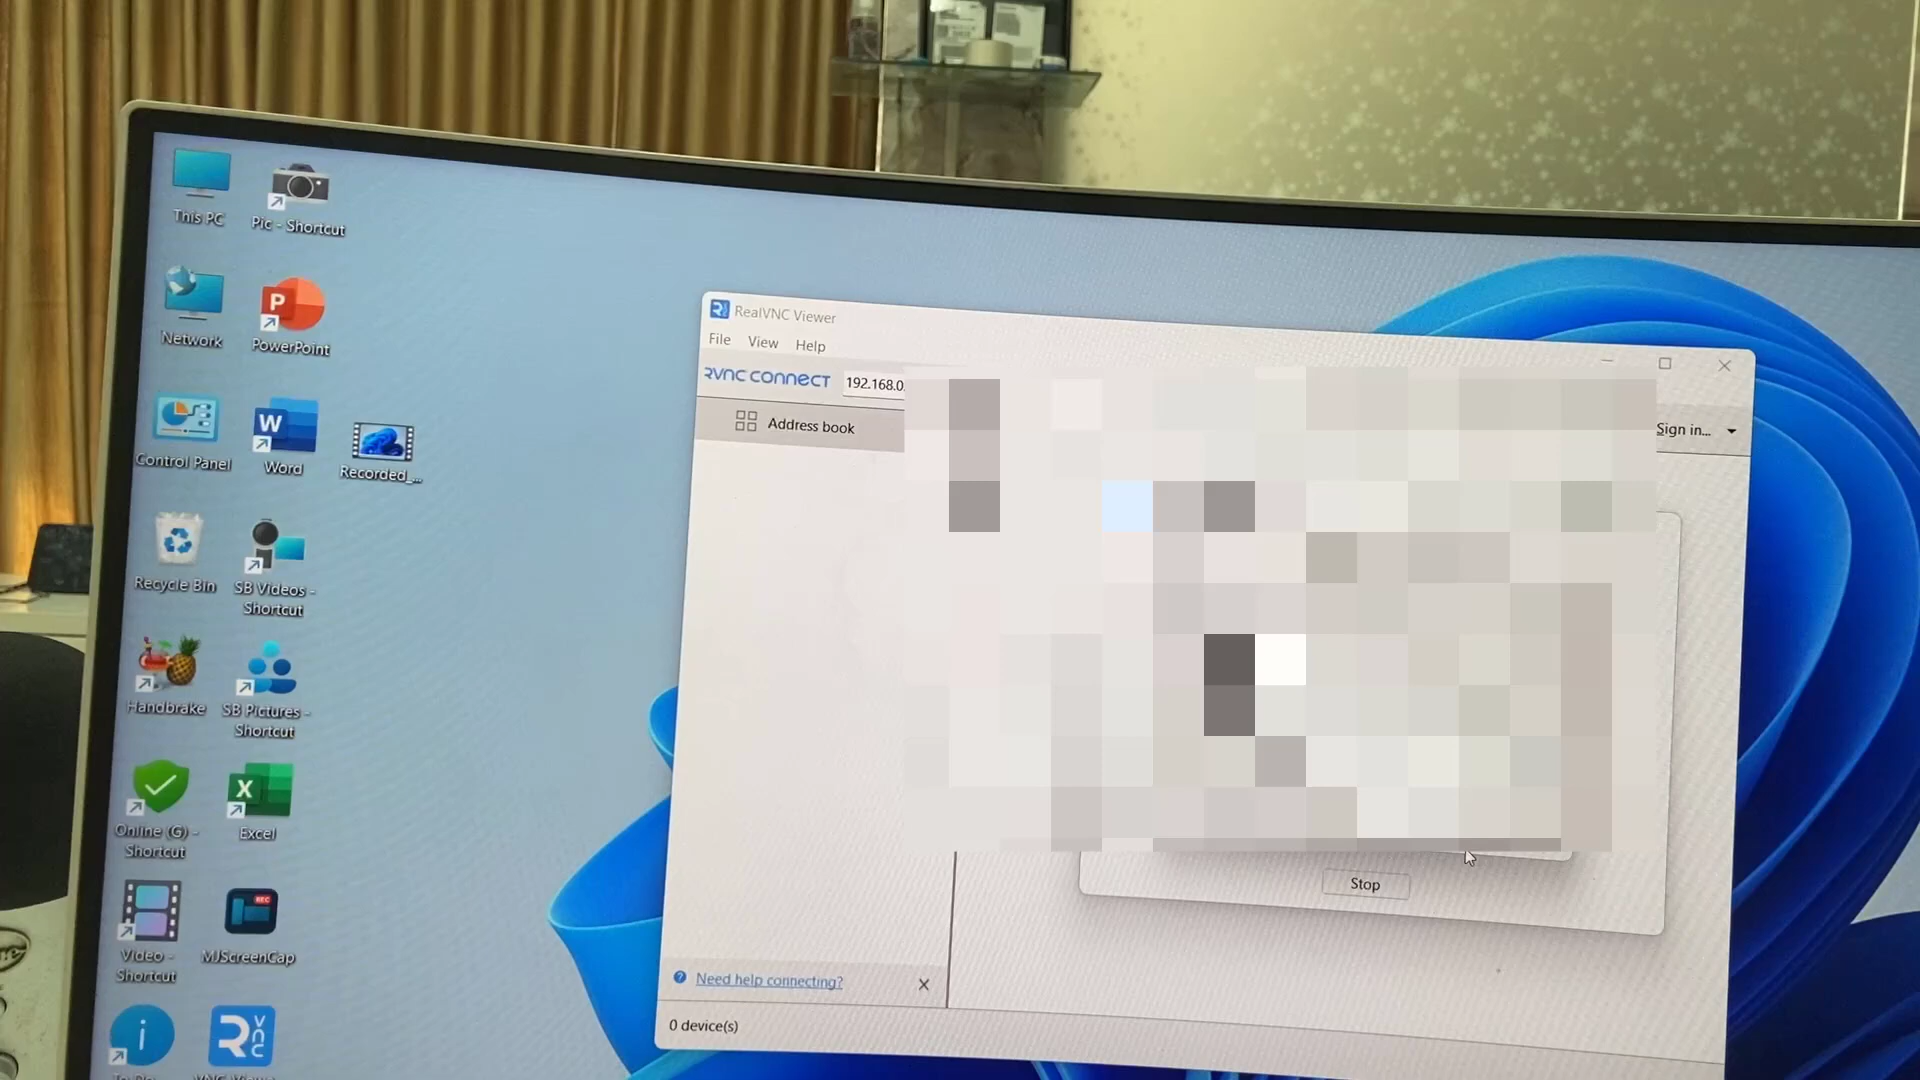 This PC
Pic - Shortcut
Network
PowerPoint
Control Panel
Word
Recorded_...
Recycle Bin
SB Videos -
Shortcut
Handbrake
SB Pictures -
Shortcut
Online (G) -
Shortcut
Excel
Video -
Shortcut
MJScreenCap
RealVNC Viewer
File View Help
RVNC CONNECT 192.168.0.
Sign in...
Address book
Stop
Need help connecting?
0 device(s)